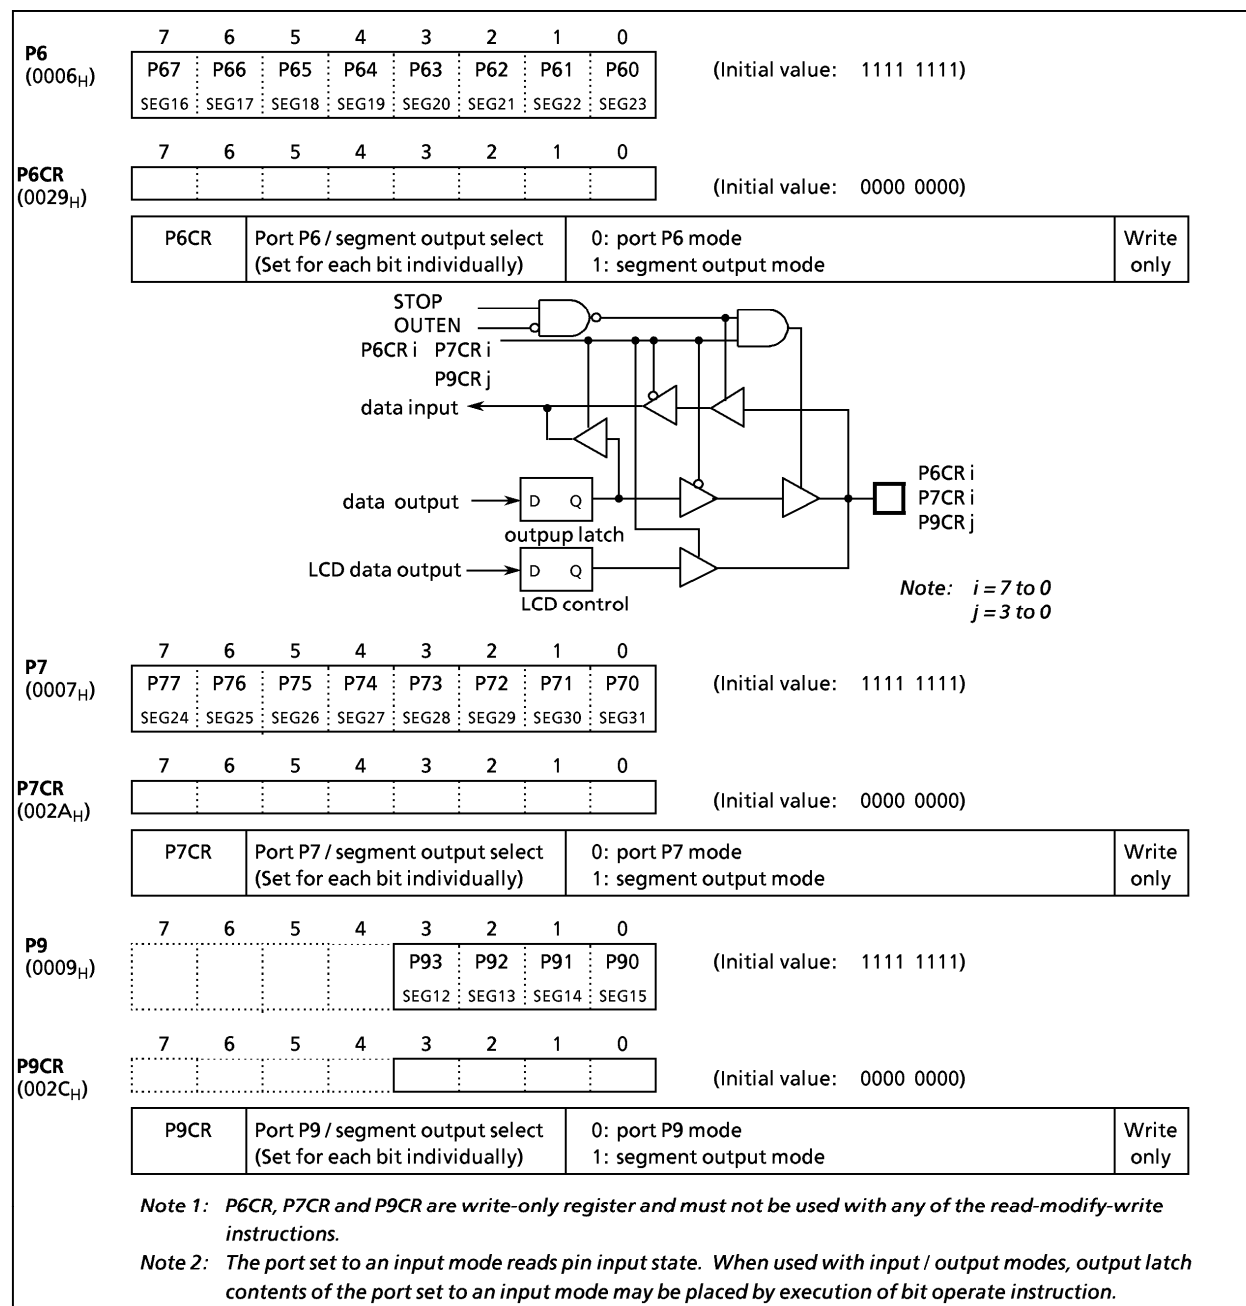 7 6 5 4 3 2 1 0
P6
(0006H)
P67 P66 P65 P64 P63 P62 P61 P60
(Initial value: 1111 1111)
SEG16 SEG17 SEG18 SEG19 SEG20 SEG21 SEG22 SEG23
7 6 5 4 3 2 1 0
P6CR
(0029H)
(Initial value: 0000 0000)
P6CR Port P6 / segment output select 0: port P6 mode Write
(Set for each bit individually) 1: segment output mode only
STOP
OUTEN
P6CR i P7CR i
P9CR j
data input
P6CR i
P7CR i
P9CR j
data output D Q
outpup latch
LCD data output D Q
LCD control
Note: i = 7 to 0
j = 3 to 0
7 6 5 4 3 2 1 0
P7
(0007H)
P77 P76 P75 P74 P73 P72 P71 P70
(Initial value: 1111 1111)
SEG24 SEG25 SEG26 SEG27 SEG28 SEG29 SEG30 SEG31
7 6 5 4 3 2 1 0
P7CR
(002AH)
(Initial value: 0000 0000)
P7CR Port P7 / segment output select 0: port P7 mode Write
(Set for each bit individually) 1: segment output mode only
7 6 5 4 3 2 1 0
P9
(0009H)
P93 P92 P91 P90
(Initial value: 1111 1111)
SEG12 SEG13 SEG14 SEG15
7 6 5 4 3 2 1 0
P9CR
(002CH)
(Initial value: 0000 0000)
P9CR Port P9 / segment output select 0: port P9 mode Write
(Set for each bit individually) 1: segment output mode only
Note 1: P6CR, P7CR and P9CR are write-only register and must not be used with any of the read-modify-write
instructions.
Note 2: The port set to an input mode reads pin input state. When used with input / output modes, output latch
contents of the port set to an input mode may be placed by execution of bit operate instruction.